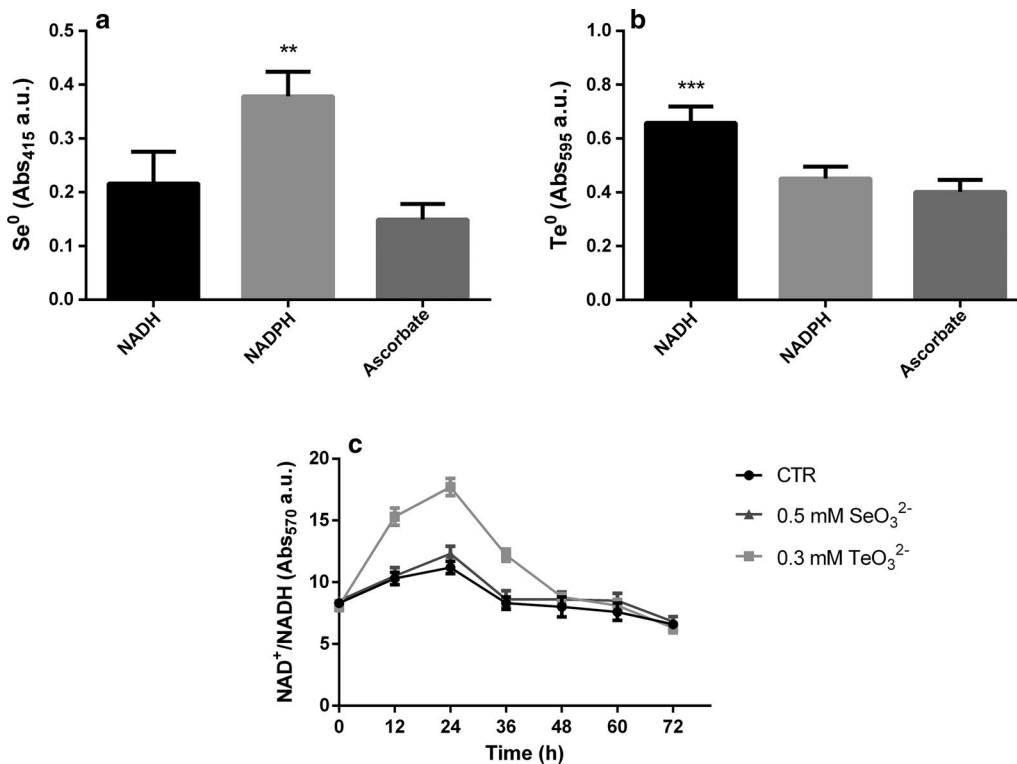 a
Se⁰ (Abs₄₁₅ a.u.)
0.5
0.4
0.3
0.2
0.1
0.0
**
NADH
NADPH
Ascorbate
b
Te⁰ (Abs₅₉₅ a.u.)
1.0
0.8
0.6
0.4
0.2
0.0
***
NADH
NADPH
Ascorbate
c
NAD⁺/NADH (Abs₅₇₀ a.u.)
20
15
10
5
0
0 12 24 36 48 60 72
Time (h)
CTR
0.5 mM SeO₃²⁻
0.3 mM TeO₃²⁻